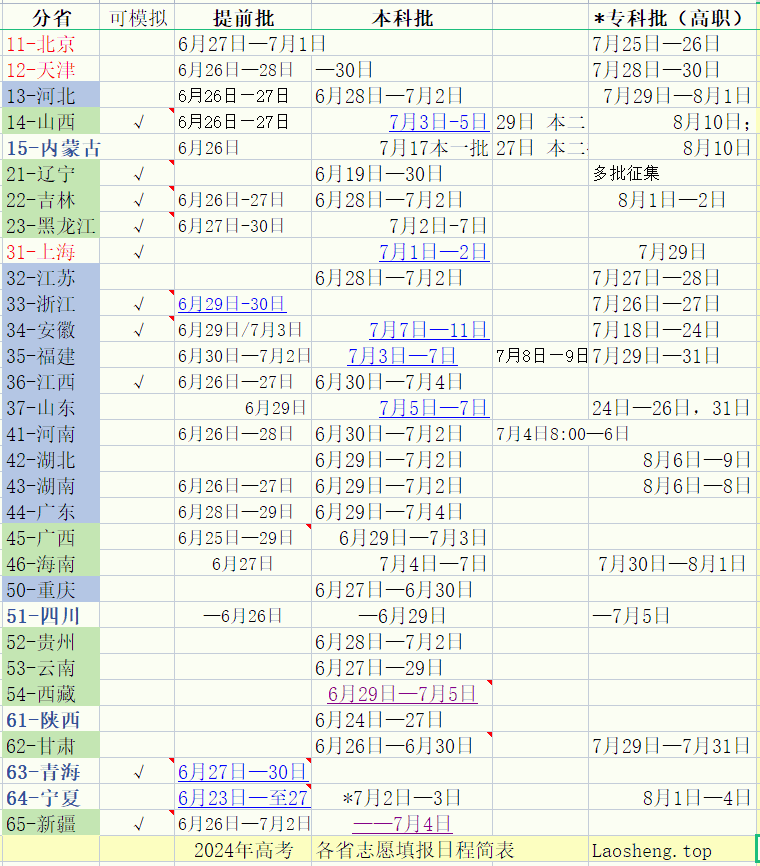 分省 可模拟 提前批 本科批 *专科批（高职）
11-北京 6月27日—7月1日 7月25日—26日
12-天津 6月26日—28日 —30日 7月28日—30日
13-河北 6月26日—27日 6月28日—7月2日 7月29日—8月1日
14-山西 √ 6月26日—27日 7月3日-5日 29日 本二 8月10日；
15-内蒙古 6月26日 7月17本一批 27日 本二 8月10日
21-辽宁 √ 6月19日—30日 多批征集
22-吉林 √ 6月26日-27日 6月28日—7月2日 8月1日—2日
23-黑龙江 √ 6月27日-30日 7月2日-7日
31-上海 √ 7月1日—2日 7月29日
32-江苏 6月28日—7月2日 7月27日—28日
33-浙江 √ 6月29日-30日 7月26日—27日
34-安徽 √ 6月29日/7月3日 7月7日—11日 7月18日—24日
35-福建 6月30日—7月2日 7月3日—7日 7月8日－9日 7月29日—31日
36-江西 √ 6月26日—27日 6月30日—7月4日
37-山东 6月29日 7月5日—7日 24日—26日，31日
41-河南 6月26日—28日 6月30日—7月2日 7月4日8:00—6日
42-湖北 6月29日—7月2日 8月6日—9日
43-湖南 6月26日—27日 6月29日—7月2日 8月6日—8日
44-广东 6月28日—29日 6月29日—7月4日
45-广西 6月25日—29日 6月29日—7月3日
46-海南 6月27日 7月4日—7日 7月30日—8月1日
50-重庆 6月27日—6月30日
51-四川 —6月26日 —6月29日 —7月5日
52-贵州 6月28日—7月2日
53-云南 6月27日—29日
54-西藏 6月29日—7月5日
61-陕西 6月24日—27日
62-甘肃 6月26日—6月30日 7月29日—7月31日
63-青海 √ 6月27日—30日
64-宁夏 6月23日—至27 *7月2日—3日 8月1日—4日
65-新疆 √ 6月26日—7月2日 ——7月4日
2024年高考 各省志愿填报日程简表 Laosheng.top